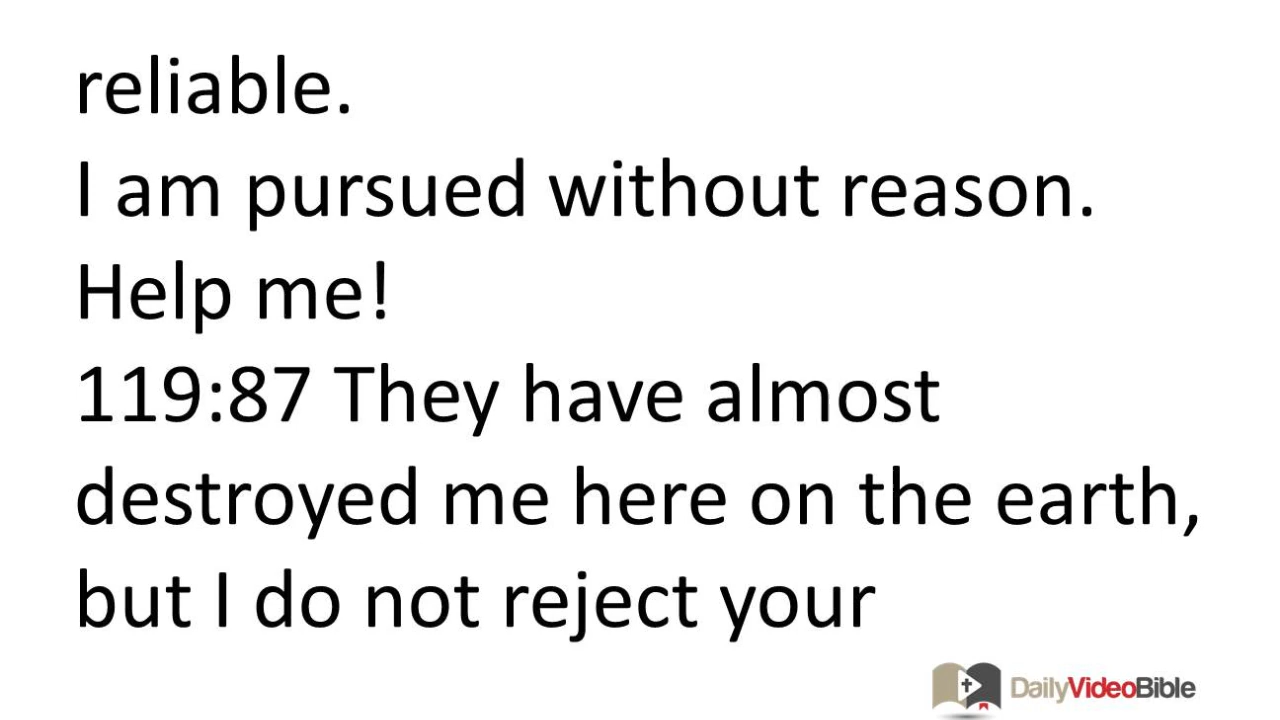 reliable.
I am pursued without reason.
Help me!
119:87 They have almost
destroyed me here on the earth,
but I do not reject your
DailyVideoBible